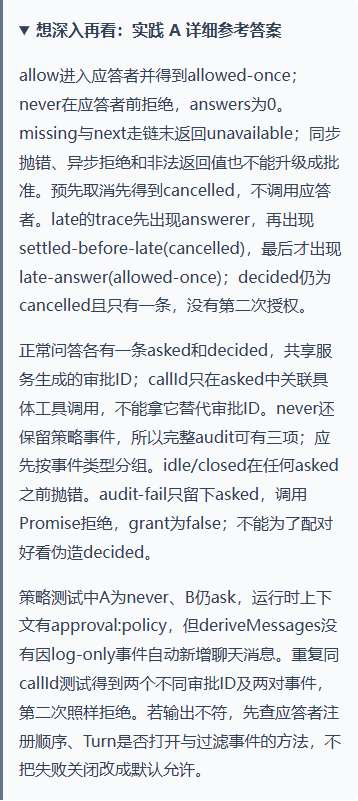 ▼ 想深入再看：实践 A 详细参考答案
allow进入应答者并得到allowed-once；
never在应答者前拒绝，answers为0。
missing与next走链末返回unavailable；同步
抛错、异步拒绝和非法返回值也不能升级成批
准。预先取消先得到cancelled，不调用应答
者。late的trace先出现answerer，再出现
settled-before-late(cancelled)，最后才出现
late-answer(allowed-once)；decided仍为
cancelled且只有一条，没有第二次授权。
正常问答各有一条asked和decided，共享服
务生成的审批ID；callId只在asked中关联具
体工具调用，不能拿它替代审批ID。never还
保留策略事件，所以完整audit可有三项；应
先按事件类型分组。idle/closed在任何asked
之前抛错。audit-fail只留下asked，调用
Promise拒绝，grant为false；不能为了配对
好看伪造decided。
策略测试中A为never、B仍ask，运行时上下
文有approval:policy，但deriveMessages没
有因log-only事件自动新增聊天消息。重复同
callId测试得到两个不同审批ID及两对事件，
第二次照样拒绝。若输出不符，先查应答者注
册顺序、Turn是否打开与过滤事件的方法，不
把失败关闭改成默认允许。